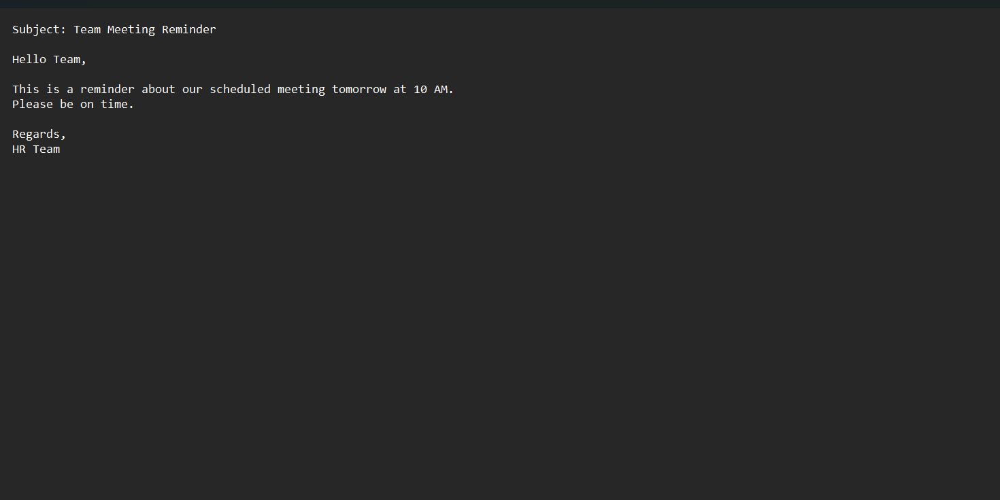 Subject: Team Meeting Reminder
Hello Team,
This is a reminder about our scheduled meeting tomorrow at 10 AM.
Please be on time.
Regards,
HR Team